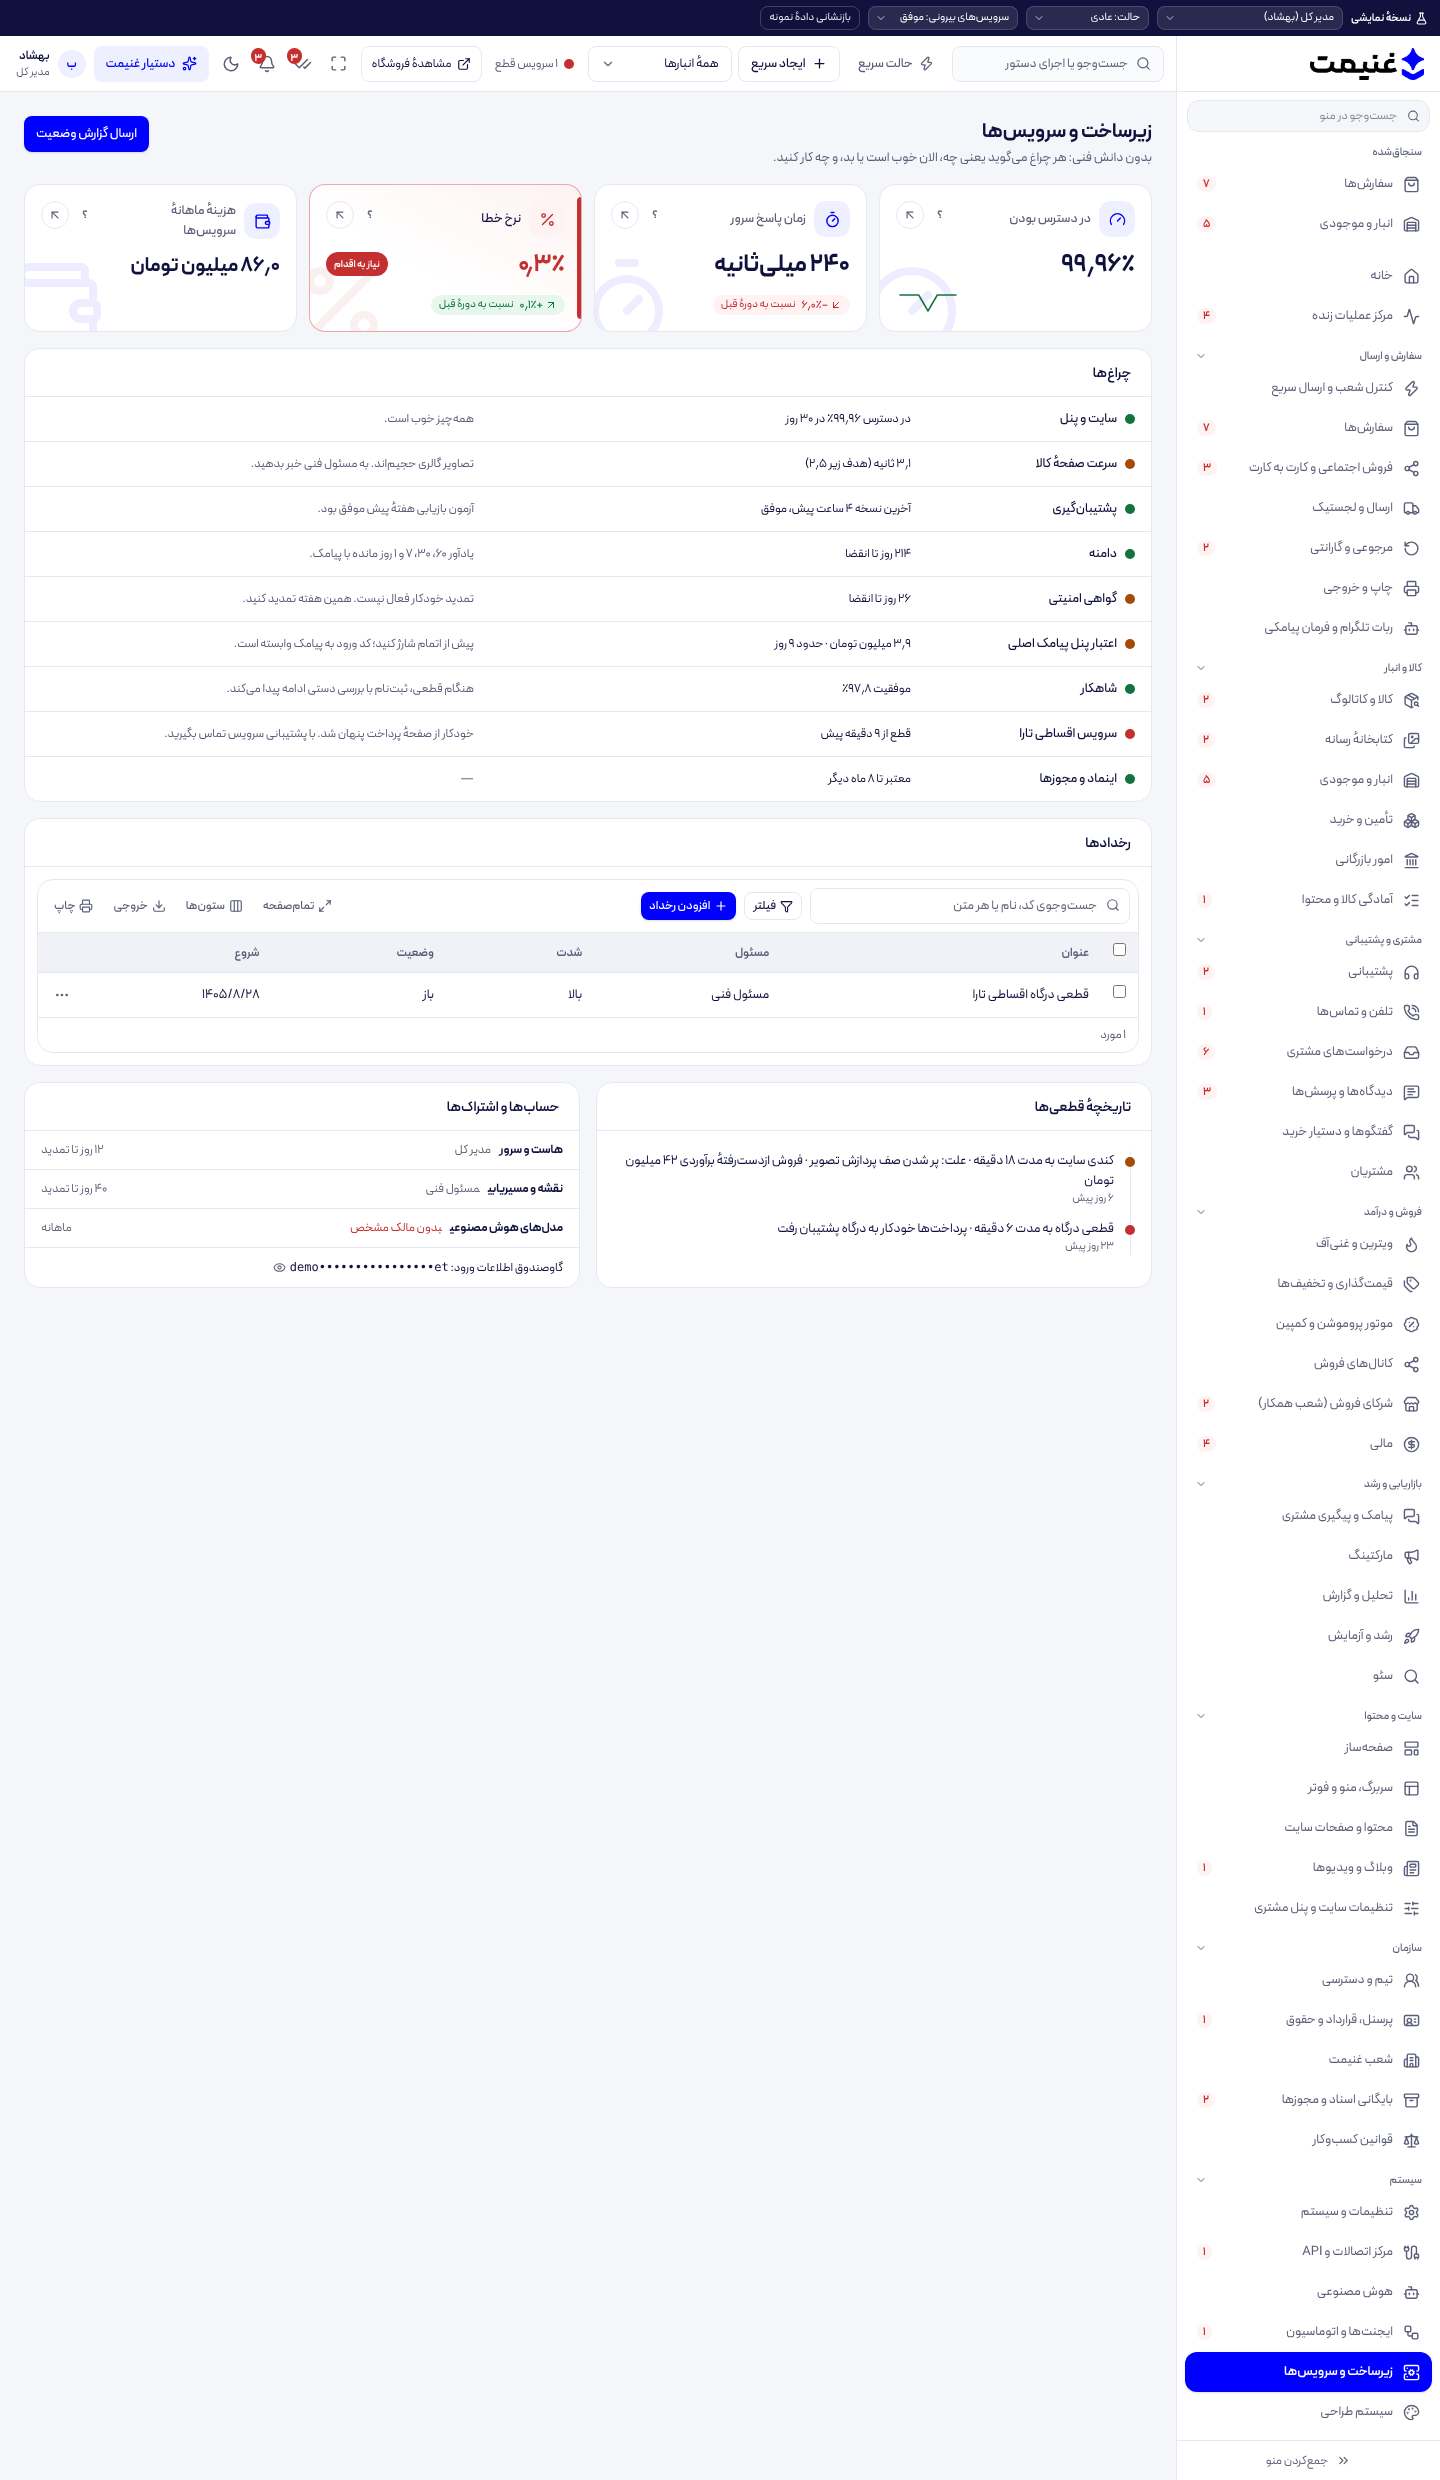 نسخهٔ نمایشی
مدیر کل (بهشاد)
حالت: عادی
سرویس‌های بیرونی: موفق
بازنشانی دادهٔ نمونه
غنیمت
جست‌وجو یا اجرای دستور
حالت سریع
ایجاد سریع
همهٔ انبارها
۱ سرویس قطع
مشاهدهٔ فروشگاه
۳
۳
دستیار غنیمت
ب
بهشاد
مدیر کل
جست‌وجو در منو
سنجاق‌شده
سفارش‌ها ۷
انبار و موجودی ۵
خانه
مرکز عملیات زنده ۴
سفارش و ارسال
کنترل شعب و ارسال سریع
سفارش‌ها ۷
فروش اجتماعی و کارت به کارت ۳
ارسال و لجستیک
مرجوعی و گارانتی ۲
چاپ و خروجی
ربات تلگرام و فرمان پیامکی
کالا و انبار
کالا و کاتالوگ ۲
کتابخانهٔ رسانه ۲
انبار و موجودی ۵
تأمین و خرید
امور بازرگانی
آمادگی کالا و محتوا ۱
مشتری و پشتیبانی
پشتیبانی ۲
تلفن و تماس‌ها ۱
درخواست‌های مشتری ۶
دیدگاه‌ها و پرسش‌ها ۳
گفتگوها و دستیار خرید
مشتریان
فروش و درآمد
ویترین و غنی‌آف
قیمت‌گذاری و تخفیف‌ها
موتور پروموشن و کمپین
کانال‌های فروش
شرکای فروش (شعب همکار) ۲
مالی ۴
بازاریابی و رشد
پیامک و پیگیری مشتری
مارکتینگ
تحلیل و گزارش
رشد و آزمایش
سئو
سایت و محتوا
صفحه‌ساز
سربرگ، منو و فوتر
محتوا و صفحات سایت
وبلاگ و ویدیوها ۱
تنظیمات سایت و پنل مشتری
سازمان
تیم و دسترسی
پرسنل، قرارداد و حقوق ۱
شعب غنیمت
بایگانی اسناد و مجوزها ۲
قوانین کسب‌وکار
سیستم
تنظیمات و سیستم
مرکز اتصالات و API ۱
هوش مصنوعی
ایجنت‌ها و اتوماسیون ۱
زیرساخت و سرویس‌ها
سیستم طراحی
جمع‌کردن منو
زیرساخت و سرویس‌ها
بدون دانش فنی: هر چراغ می‌گوید یعنی چه، الان خوب است یا بد، و چه کار کنید.
ارسال گزارش وضعیت
در دسترس بودن ؟
۹۹٫۹۶٪
زمان پاسخ سرور ؟
۲۴۰ میلی‌ثانیه
−۶٫۰٪ نسبت به دورهٔ قبل
نرخ خطا ؟
۰٫۳٪
نیاز به اقدام
+۰٫۱٪ نسبت به دورهٔ قبل
هزینهٔ ماهانهٔ سرویس‌ها ؟
۸۶٫۰ میلیون تومان
چراغ‌ها
سایت و پنل در دسترس ۹۹٫۹۶٪ در ۳۰ روز همه‌چیز خوب است.
سرعت صفحهٔ کالا ۳٫۱ ثانیه (هدف زیر ۲٫۵) تصاویر گالری حجیم‌اند. به مسئول فنی خبر بدهید.
پشتیبان‌گیری آخرین نسخه ۴ ساعت پیش، موفق آزمون بازیابی هفتهٔ پیش موفق بود.
دامنه ۲۱۴ روز تا انقضا یادآور ۶۰، ۳۰، ۷ و ۱ روز مانده با پیامک.
گواهی امنیتی ۲۶ روز تا انقضا تمدید خودکار فعال نیست. همین هفته تمدید کنید.
اعتبار پنل پیامک اصلی ۳٫۹ میلیون تومان · حدود ۹ روز پیش از اتمام شارژ کنید؛ کد ورود به پیامک وابسته است.
شاهکار موفقیت ۹۷٫۸٪ هنگام قطعی، ثبت‌نام با بررسی دستی ادامه پیدا می‌کند.
سرویس اقساطی تارا قطع از ۹ دقیقه پیش خودکار از صفحهٔ پرداخت پنهان شد. با پشتیبانی سرویس تماس بگیرید.
اینماد و مجوزها معتبر تا ۸ ماه دیگر —
رخدادها
جست‌وجوی کد، نام یا هر متن
فیلتر
افزودن رخداد
تمام‌صفحه
ستون‌ها
خروجی
چاپ
عنوان مسئول شدت وضعیت شروع
قطعی درگاه اقساطی تارا مسئول فنی بالا باز ۱۴۰۵/۸/۲۸
۱ مورد
تاریخچهٔ قطعی‌ها
کندی سایت به مدت ۱۸ دقیقه · علت: پر شدن صف پردازش تصویر · فروش ازدست‌رفتهٔ برآوردی ۴۲ میلیون
تومان
۶ روز پیش
قطعی درگاه به مدت ۶ دقیقه · پرداخت‌ها خودکار به درگاه پشتیبان رفت
۲۳ روز پیش
حساب‌ها و اشتراک‌ها
هاست و سرور مدیر کل ۱۲ روز تا تمدید
نقشه و مسیریابی مسئول فنی ۴۰ روز تا تمدید
مدل‌های هوش مصنوعی بدون مالک مشخص ماهانه
گاوصندوق اطلاعات ورود: demo••••••••••••••••et